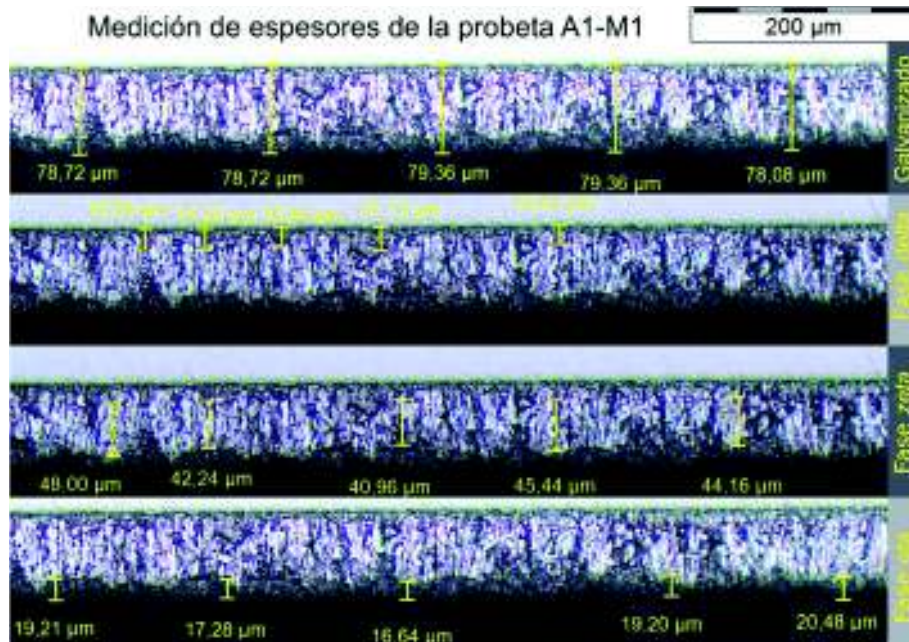 Medición de espesores de la probeta A1-M1
200 µm
Galvanizado
78,72 µm
78,72 µm
79,36 µm
79,36 µm
78,08 µm
Fase
Fase Zeta
48,00 µm
42,24 µm
40,96 µm
45,44 µm
44,16 µm
19,21 µm
17,28 µm
16,64 µm
19,20 µm
20,48 µm